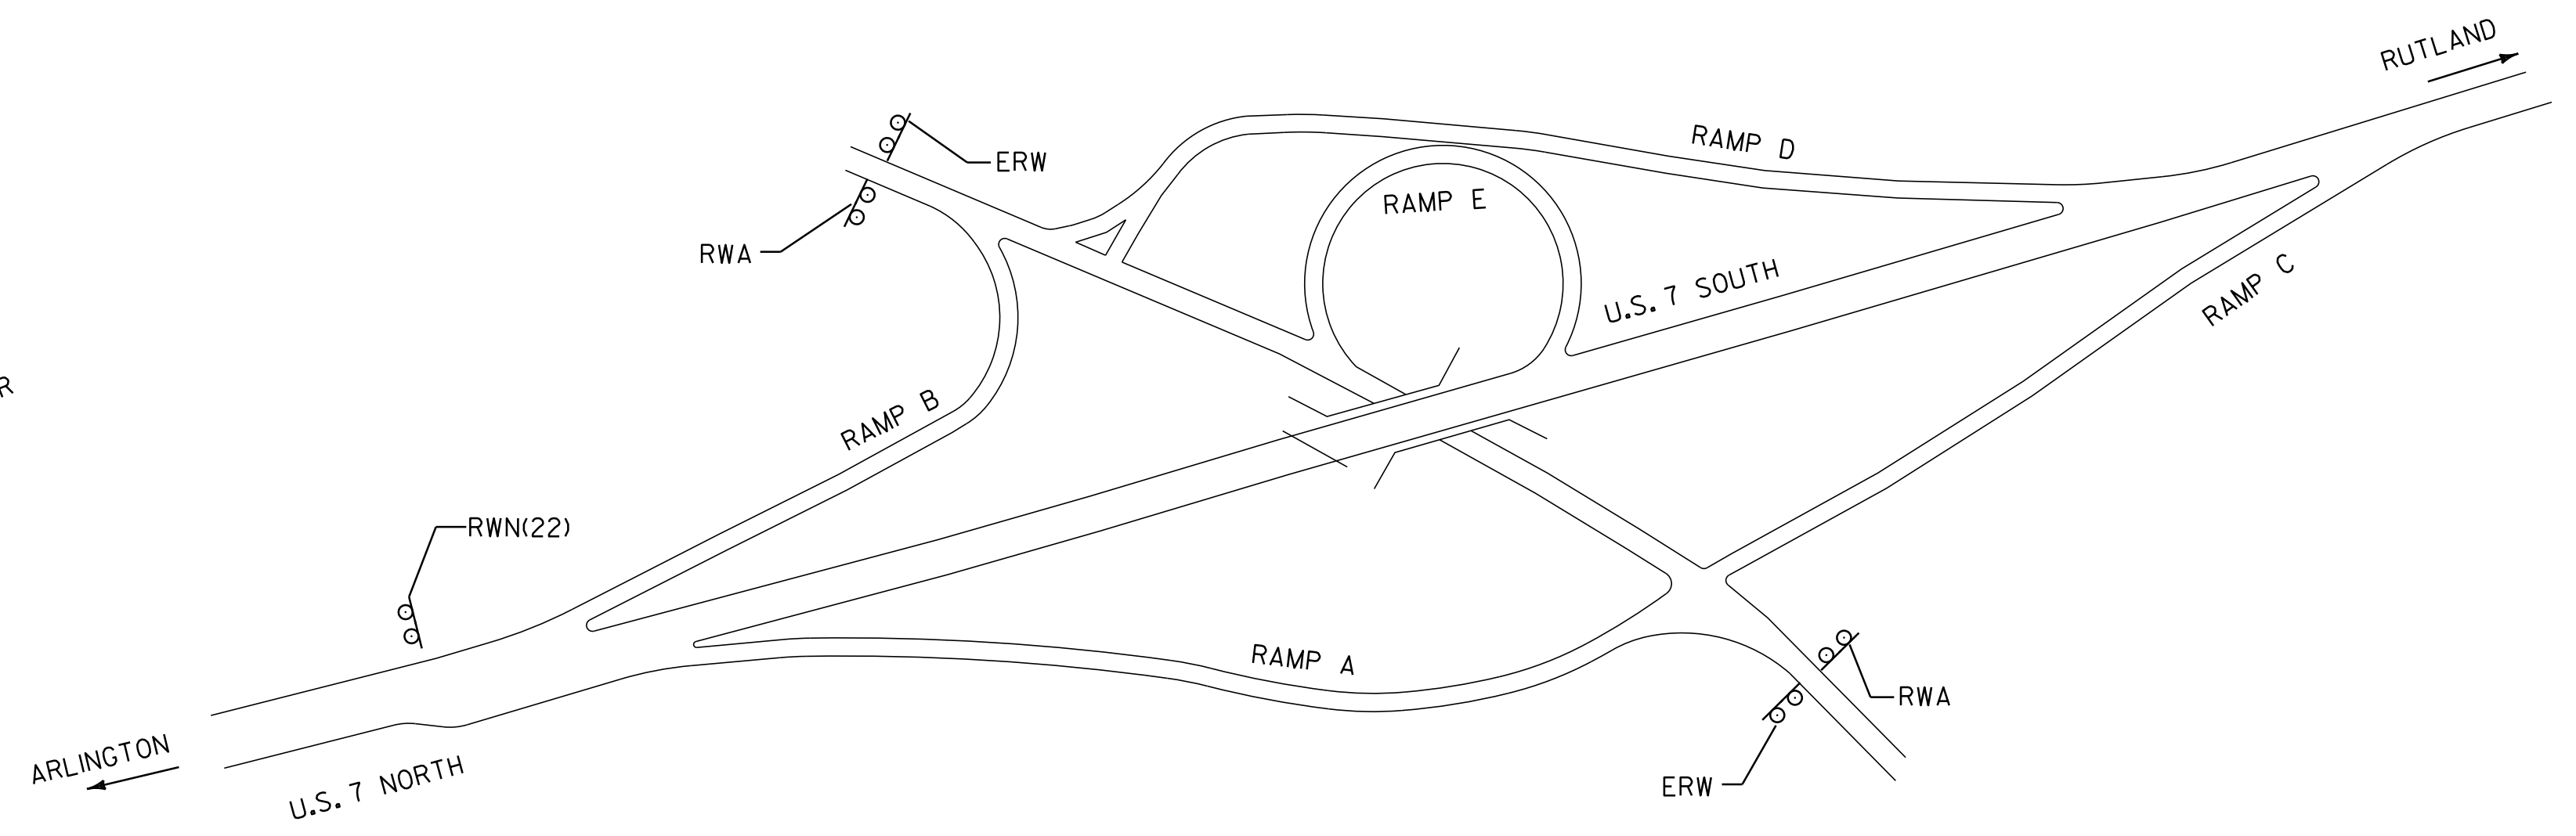 RUTLAND
RAMP D
ERW
RAMP E
RWA
U.S. 7 SOUTH
RAMP C
R
RAMP B
RWN(22)
RAMP A
RWA
ARLINGTON
U.S. 7 NORTH
ERW